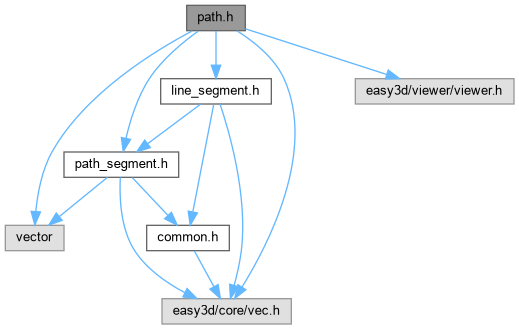 path.h
line_segment.h
easy3d/viewer/viewer.h
path_segment.h
vector
common.h
easy3d/core/vec.h